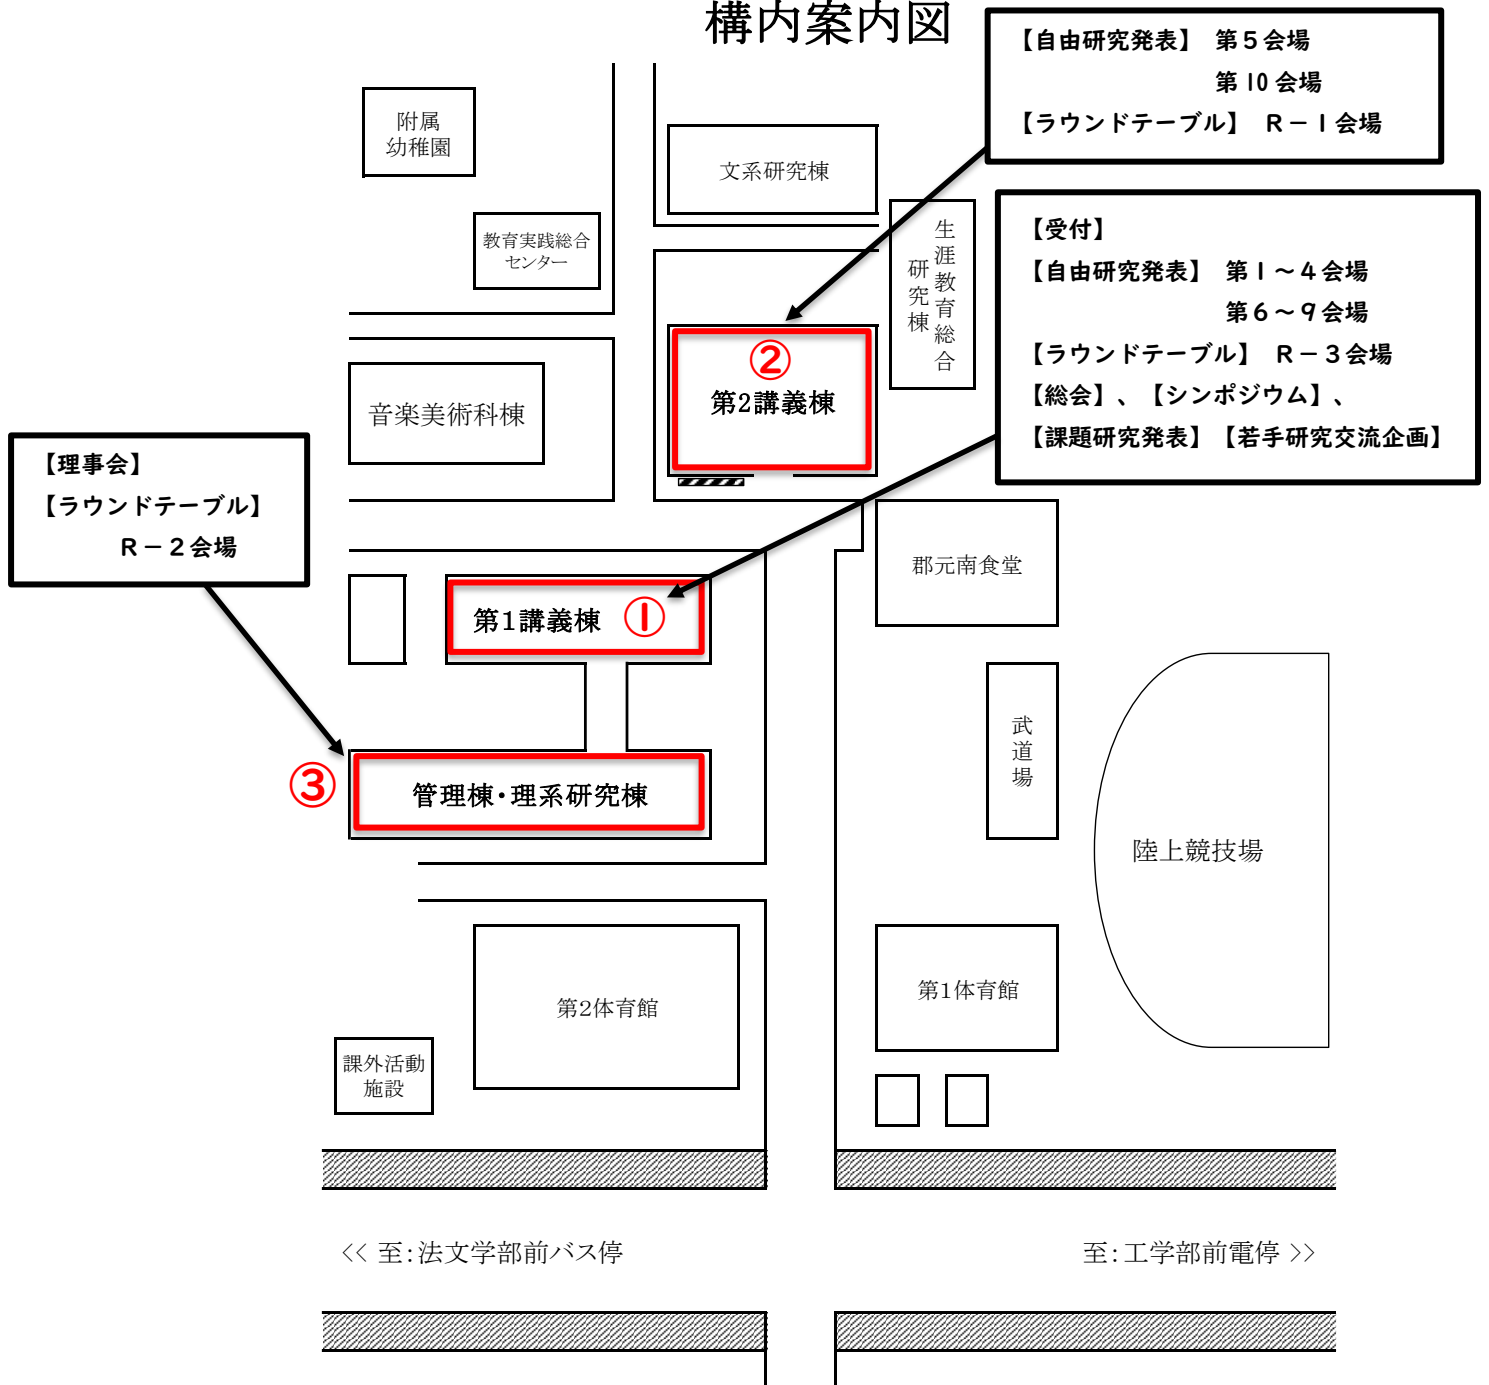 構内案内図
【自由研究発表】 第5会場
第10会場
【ラウンドテーブル】 R－1会場
附属
幼稚園
文系研究棟
教育実践総合
センター
生涯教育総合
研究棟
【受付】
【自由研究発表】 第1～4会場
第6～9会場
【ラウンドテーブル】 R－3会場
【総会】、【シンポジウム】、
【課題研究発表】【若手研究交流企画】
②
第2講義棟
音楽美術科棟
【理事会】
【ラウンドテーブル】
R－2会場
郡元南食堂
第1講義棟 ①
武道場
③
管理棟・理系研究棟
陸上競技場
第2体育館
第1体育館
課外活動
施設
<< 至：法文学部前バス停
至：工学部前電停 >>